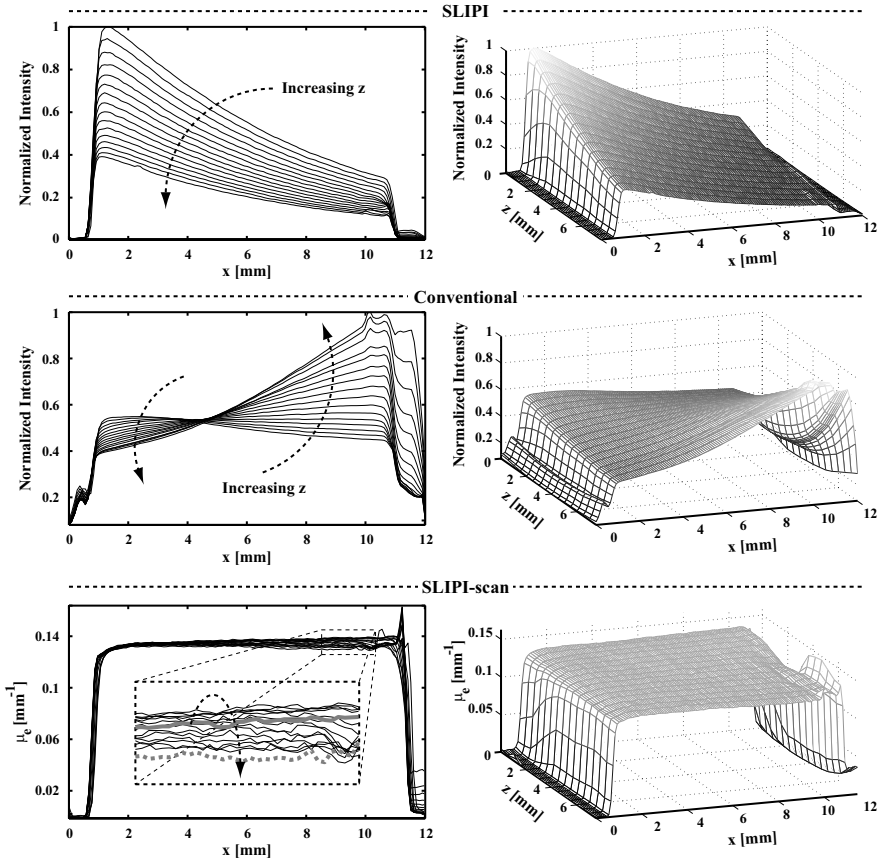 SLIPI
Normalized Intensity
1
0.8
0.6
0.4
0.2
0
Increasing z
0 2 4 6 8 10 12
x [mm]
Normalized Intensity
1
0.8
0.6
0.4
0.2
0
2
4
6
z [mm]
0 2 4 6 8 10 12
x [mm]
Conventional
Normalized Intensity
1
0.8
0.6
0.4
0.2
Increasing z
0 2 4 6 8 10 12
x [mm]
Normalized Intensity
1
0.8
0.6
0.4
0.2
0
2
4
6
z [mm]
0 2 4 6 8 10 12
x [mm]
SLIPI-scan
μe [mm-1]
0.14
0.10
0.06
0.02
0 2 4 6 8 10 12
x [mm]
μe [mm-1]
0.15
0.10
0.05
0
2
4
6
z [mm]
0 2 4 6 8 10 12
x [mm]